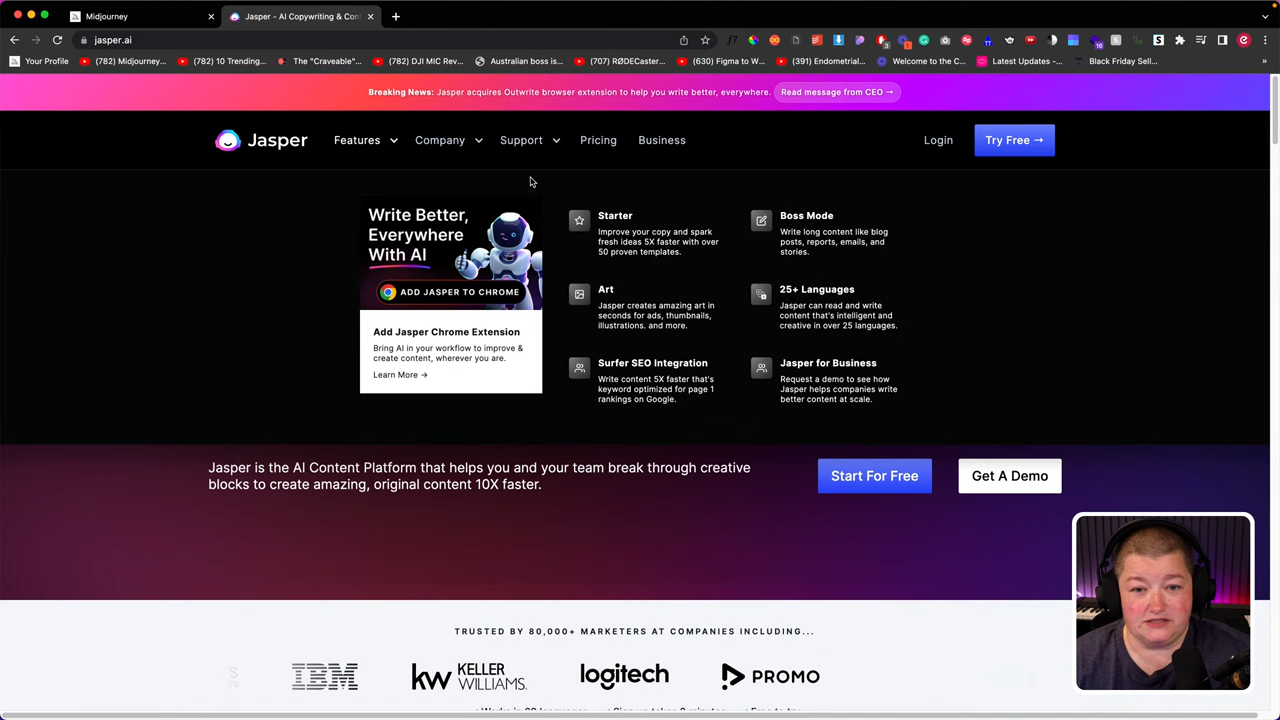 Midjourney
Jasper - AI Copywriting & Con
jasper.ai
Your Profile
(782) Midjourney...
(782) 10 Trending...
The "Craveable"...
(782) DJI MIC Rev...
Australian boss is...
(707) RØDECaster...
(630) Figma to W...
(391) Endometrial...
Welcome to the C...
Latest Updates -...
Black Friday Sell...
Breaking News: Jasper acquires Outwrite browser extension to help you write better, everywhere.
Read message from CEO →
Jasper
Features
Company
Support
Pricing
Business
Login
Try Free →
Write Better,
Everywhere
With AI
ADD JASPER TO CHROME
Add Jasper Chrome Extension
Bring AI in your workflow to improve &
create content, wherever you are.
Learn More →
Starter
Improve your copy and spark
fresh ideas 5X faster with over
50 proven templates.
Boss Mode
Write long content like blog
posts, reports, emails, and
stories.
Art
Jasper creates amazing art in
seconds for ads, thumbnails,
illustrations. and more.
25+ Languages
Jasper can read and write
content that's intelligent and
creative in over 25 languages.
Surfer SEO Integration
Write content 5X faster that's
keyword optimized for page 1
rankings on Google.
Jasper for Business
Request a demo to see how
Jasper helps companies write
better content at scale.
Jasper is the AI Content Platform that helps you and your team break through creative
blocks to create amazing, original content 10X faster.
Start For Free
Get A Demo
TRUSTED BY 80,000+ MARKETERS AT COMPANIES INCLUDING...
IBM
kw KELLER
WILLIAMS.
logitech
PROMO